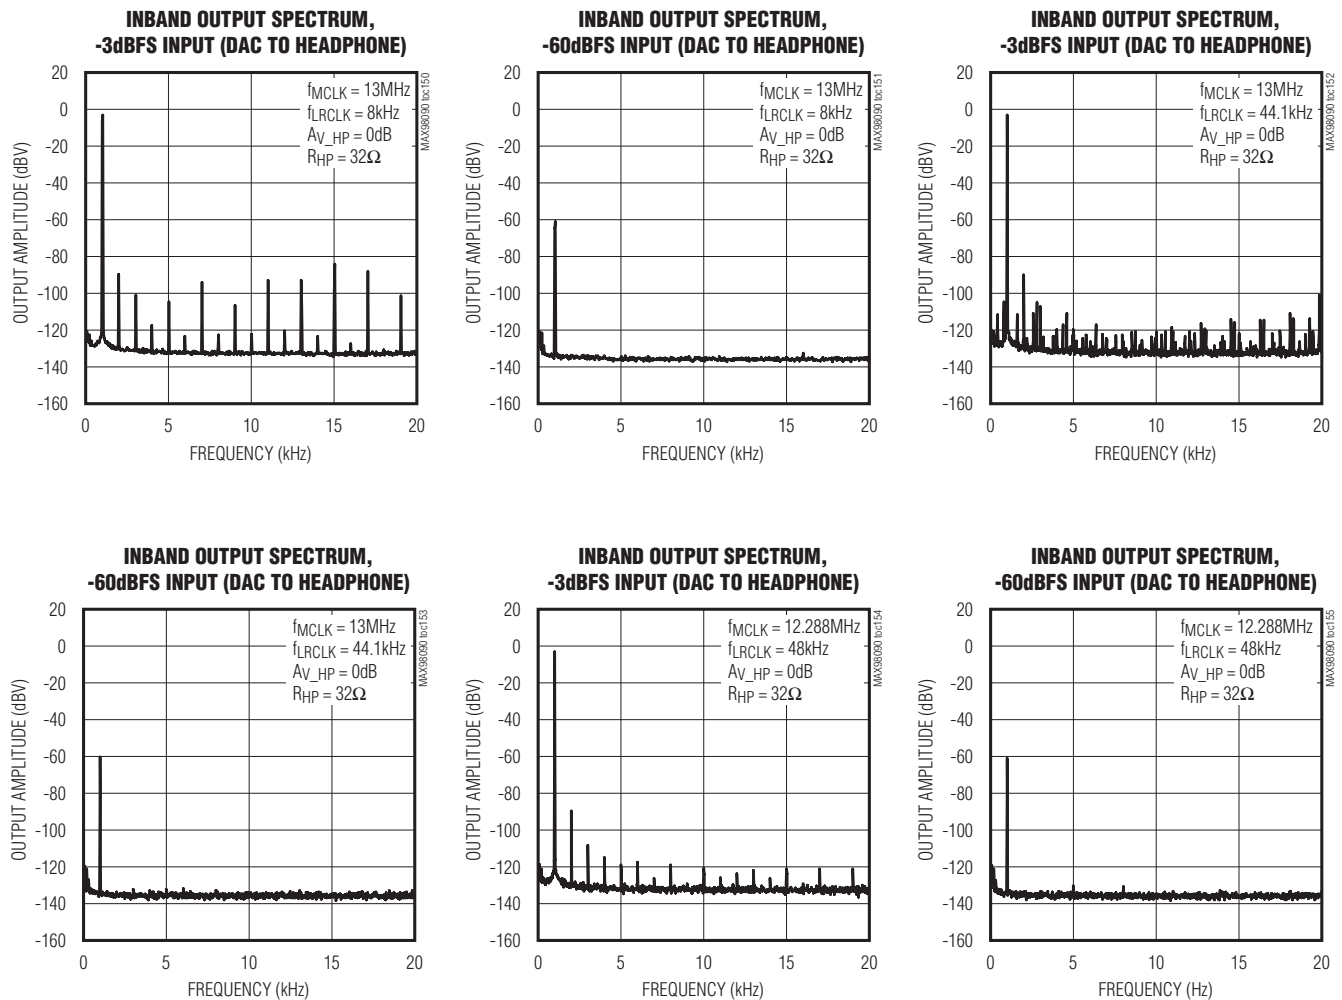 INBAND OUTPUT SPECTRUM,
-3dBFS INPUT (DAC TO HEADPHONE)
20
0
-20
-40
-60
-80
-100
-120
-140
-160
OUTPUT AMPLITUDE (dBV)
fMCLK = 13MHz
fLRCLK = 8kHz
AV_HP = 0dB
RHP = 32Ω
MAX98090 toc150
0 5 10 15 20
FREQUENCY (kHz)
INBAND OUTPUT SPECTRUM,
-60dBFS INPUT (DAC TO HEADPHONE)
20
0
-20
-40
-60
-80
-100
-120
-140
-160
OUTPUT AMPLITUDE (dBV)
fMCLK = 13MHz
fLRCLK = 8kHz
AV_HP = 0dB
RHP = 32Ω
MAX98090 toc151
0 5 10 15 20
FREQUENCY (kHz)
INBAND OUTPUT SPECTRUM,
-3dBFS INPUT (DAC TO HEADPHONE)
20
0
-20
-40
-60
-80
-100
-120
-140
-160
OUTPUT AMPLITUDE (dBV)
fMCLK = 13MHz
fLRCLK = 44.1kHz
AV_HP = 0dB
RHP = 32Ω
MAX98090 toc152
0 5 10 15 20
FREQUENCY (kHz)
INBAND OUTPUT SPECTRUM,
-60dBFS INPUT (DAC TO HEADPHONE)
20
0
-20
-40
-60
-80
-100
-120
-140
-160
OUTPUT AMPLITUDE (dBV)
fMCLK = 13MHz
fLRCLK = 44.1kHz
AV_HP = 0dB
RHP = 32Ω
MAX98090 toc153
0 5 10 15 20
FREQUENCY (kHz)
INBAND OUTPUT SPECTRUM,
-3dBFS INPUT (DAC TO HEADPHONE)
20
0
-20
-40
-60
-80
-100
-120
-140
-160
OUTPUT AMPLITUDE (dBV)
fMCLK = 12.288MHz
fLRCLK = 48kHz
AV_HP = 0dB
RHP = 32Ω
MAX98090 toc154
0 5 10 15 20
FREQUENCY (kHz)
INBAND OUTPUT SPECTRUM,
-60dBFS INPUT (DAC TO HEADPHONE)
20
0
-20
-40
-60
-80
-100
-120
-140
-160
OUTPUT AMPLITUDE (dBV)
fMCLK = 12.288MHz
fLRCLK = 48kHz
AV_HP = 0dB
RHP = 32Ω
MAX98090 toc155
0 5 10 15 20
FREQUENCY (Hz)